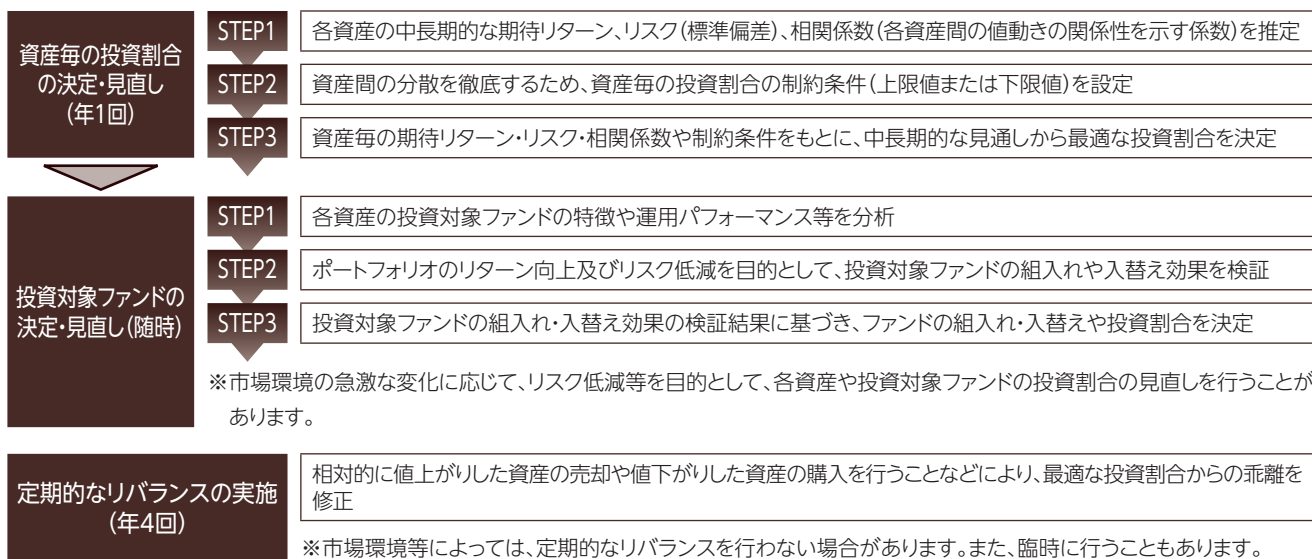 資産毎の投資割合
の決定・見直し
(年1回)
STEP1
各資産の中長期的な期待リターン、リスク(標準偏差)、相関係数(各資産間の値動きの関係性を示す係数)を推定
STEP2
資産間の分散を徹底するため、資産毎の投資割合の制約条件(上限値または下限値)を設定
STEP3
資産毎の期待リターン・リスク・相関係数や制約条件をもとに、中長期的な見通しから最適な投資割合を決定
投資対象ファンドの
決定・見直し(随時)
STEP1
各資産の投資対象ファンドの特徴や運用パフォーマンス等を分析
STEP2
ポートフォリオのリターン向上及びリスク低減を目的として、投資対象ファンドの組入れや入替え効果を検証
STEP3
投資対象ファンドの組入れ・入替え効果の検証結果に基づき、ファンドの組入れ・入替えや投資割合を決定
※市場環境の急激な変化に応じて、リスク低減等を目的として、各資産や投資対象ファンドの投資割合の見直しを行うことが
あります。
定期的なリバランスの実施
(年4回)
相対的に値上がりした資産の売却や値下がりした資産の購入を行うことなどにより、最適な投資割合からの乖離を
修正
※市場環境等によっては、定期的なリバランスを行わない場合があります。また、臨時に行うこともあります。